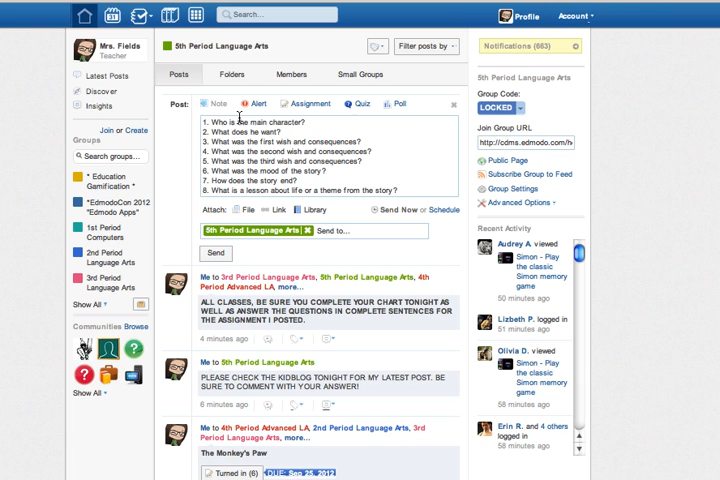 31
Search...
Profile
Account
Mrs. Fields
Teacher
Latest Posts
Discover
Insights
Join or Create
Groups
Search groups...
* Education
Gamification *
*EdmodoCon 2012
"Edmodo Apps"
1st Period
Computers
2nd Period
Language Arts
3rd Period
Language Arts
Show All
Communities Browse
Show All
5th Period Language Arts
Filter posts by
Posts Folders Members Small Groups
Post: Note Alert Assignment Quiz Poll
1. Who is the main character?
2. What does he want?
3. What was the first wish and consequences?
4. What was the second wish and consequences?
5. What was the third wish and consequences?
6. What was the mood of the story?
7. How does the story end?
8. What is a lesson about life or a theme from the story?
Attach: File Link Library Send Now or Schedule
5th Period Language Arts Send to...
Send
Me to 3rd Period Language Arts, 5th Period Language Arts, 4th
Period Advanced LA, more...
ALL CLASSES, BE SURE YOU COMPLETE YOUR CHART TONIGHT AS
WELL AS ANSWER THE QUESTIONS IN COMPLETE SENTENCES FOR
THE ASSIGNMENT I POSTED.
4 minutes ago
Me to 5th Period Language Arts
PLEASE CHECK THE KIDBLOG TONIGHT FOR MY LATEST POST. BE
SURE TO COMMENT WITH YOUR ANSWER!
6 minutes ago
Me to 4th Period Advanced LA, 2nd Period Language Arts, 3rd
Period Language Arts, more...
The Monkey's Paw
Turned in (6) DUE: Sep 25, 2012
Notifications (663)
5th Period Language Arts
Group Code:
LOCKED
Join Group URL
http://cdms.edmodo.com/h
Public Page
Subscribe Group to Feed
Group Settings
Advanced Options
Recent Activity
Audrey A viewed
Simon - Play
the classic
Simon memory
game
50 minutes ago
Lizbeth P. logged in
51 minutes ago
Olivia D. viewed
Simon - Play
the classic
Simon memory
game
58 minutes ago
Erin R. and 4 others
logged in
58 minutes ago